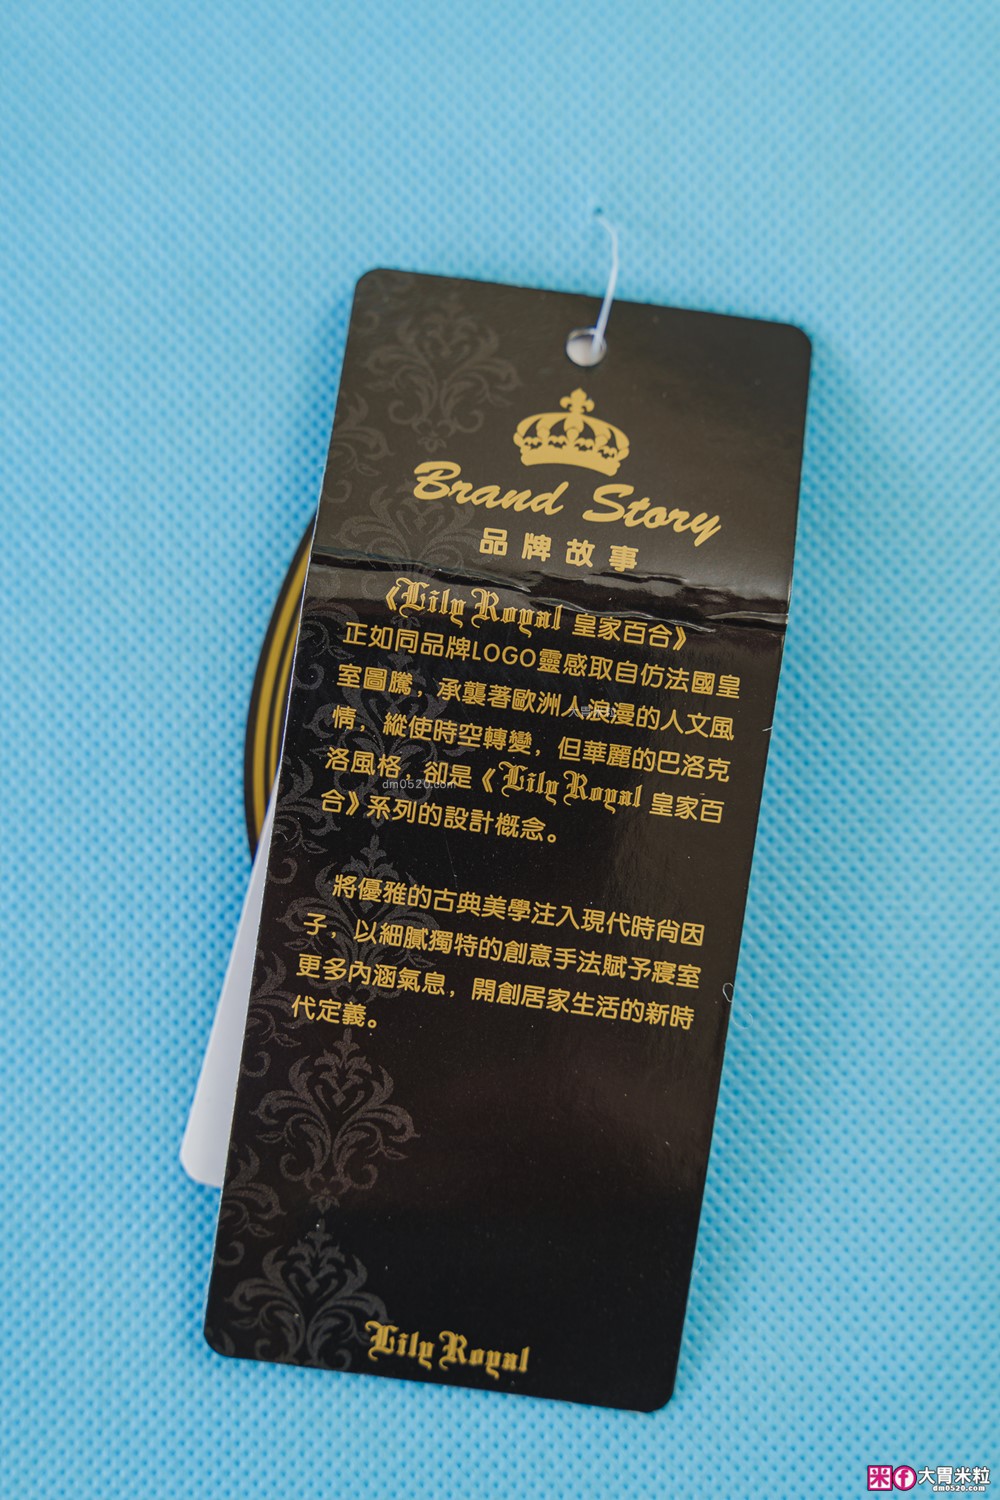 Brand Story
品牌故事
《Lily Royal 皇家百合》
正如同品牌LOGO靈感取自仿法國皇
室圖騰，承襲著歐洲人浪漫的人文風
情，縱使時空轉變，但華麗的巴洛克
洛風格，卻是《Lily Royal 皇家百
合》系列的設計概念。
將優雅的古典美學注入現代時尚因
子，以細膩獨特的創意手法賦予寢室
更多內涵氣息，開創居家生活的新時
代定義。
Lily Royal
大胃米粒
dm0520.com
米f大胃米粒
dm0520.com